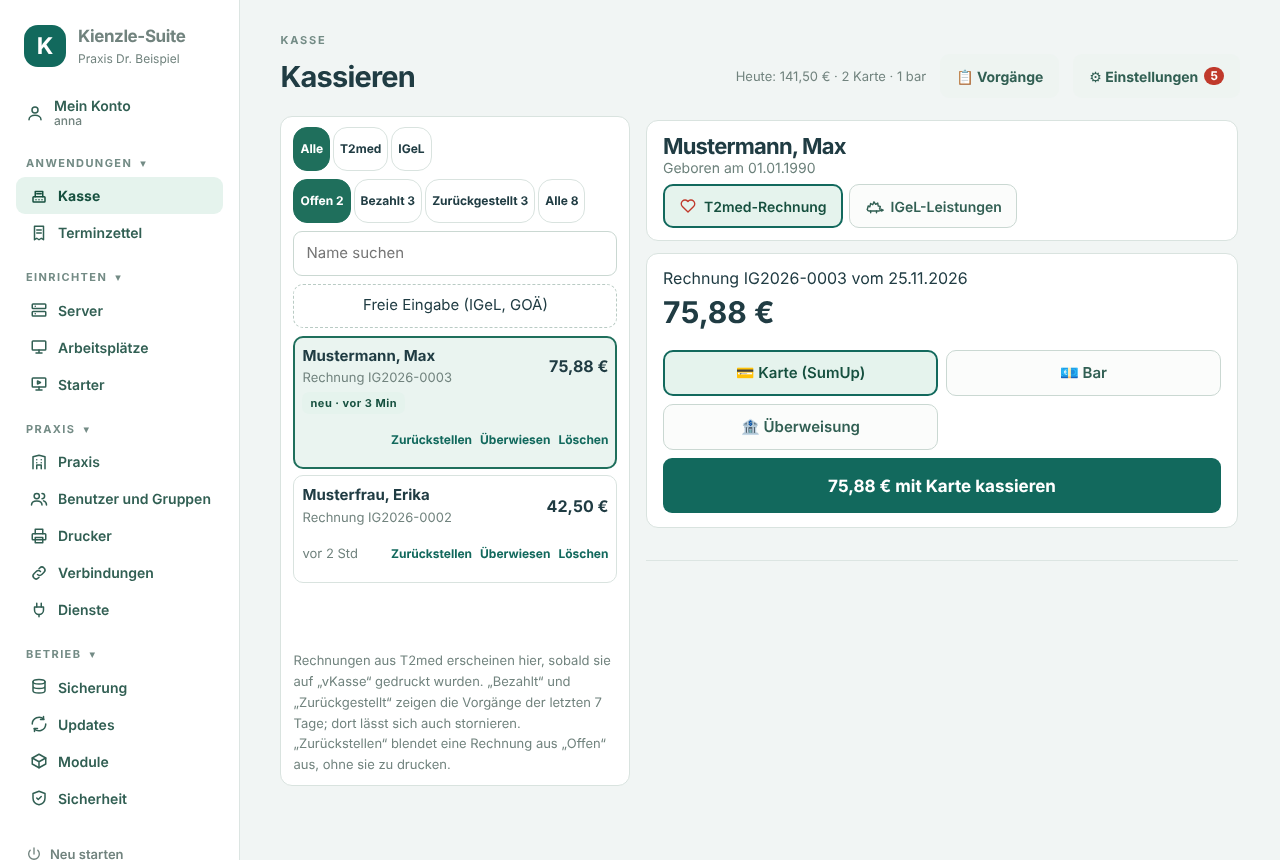 K
Kienzle-Suite
Praxis Dr. Beispiel
Mein Konto
anna
ANWENDUNGEN ▾
Kasse
Terminzettel
EINRICHTEN ▾
Server
Arbeitsplätze
Starter
PRAXIS ▾
Praxis
Benutzer und Gruppen
Drucker
Verbindungen
Dienste
BETRIEB ▾
Sicherung
Updates
Module
Sicherheit
Neu starten
KASSE
Kassieren
Heute: 141,50 € · 2 Karte · 1 bar
📋 Vorgänge
⚙ Einstellungen 5
Alle T2med IGeL
Offen 2 Bezahlt 3 Zurückgestellt 3 Alle 8
Name suchen
Freie Eingabe (IGeL, GOÄ)
Mustermann, Max
75,88 €
Rechnung IG2026-0003
neu · vor 3 Min
Zurückstellen Überwiesen Löschen
Musterfrau, Erika
42,50 €
Rechnung IG2026-0002
vor 2 Std Zurückstellen Überwiesen Löschen
Rechnungen aus T2med erscheinen hier, sobald sie
auf „vKasse“ gedruckt wurden. „Bezahlt“ und
„Zurückgestellt“ zeigen die Vorgänge der letzten 7
Tage; dort lässt sich auch stornieren.
„Zurückstellen“ blendet eine Rechnung aus „Offen“
aus, ohne sie zu drucken.
Mustermann, Max
Geboren am 01.01.1990
T2med-Rechnung IGeL-Leistungen
Rechnung IG2026-0003 vom 25.11.2026
75,88 €
💳 Karte (SumUp) 💶 Bar
🏦 Überweisung
75,88 € mit Karte kassieren